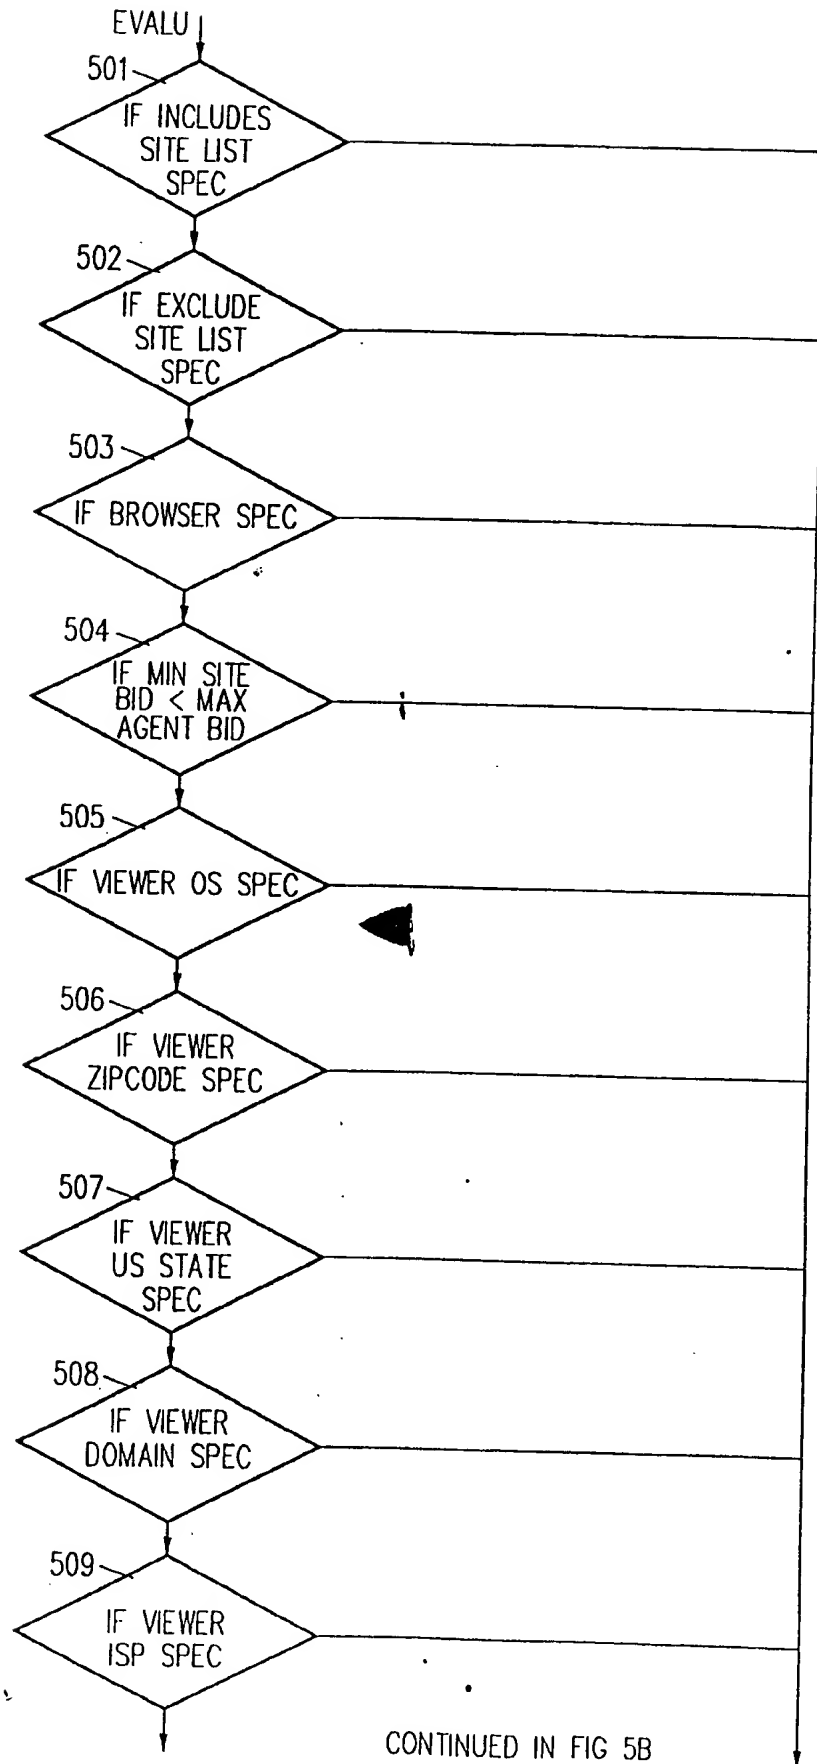 EVALU
501
IF INCLUDES
SITE LIST
SPEC
502
IF EXCLUDE
SITE LIST
SPEC
503
IF BROWSER SPEC
504
IF MIN SITE
BID < MAX
AGENT BID
505
IF VIEWER OS SPEC
506
IF VIEWER
ZIPCODE SPEC
507
IF VIEWER
US STATE
SPEC
508
IF VIEWER
DOMAIN SPEC
509
IF VIEWER
ISP SPEC
CONTINUED IN FIG 5B